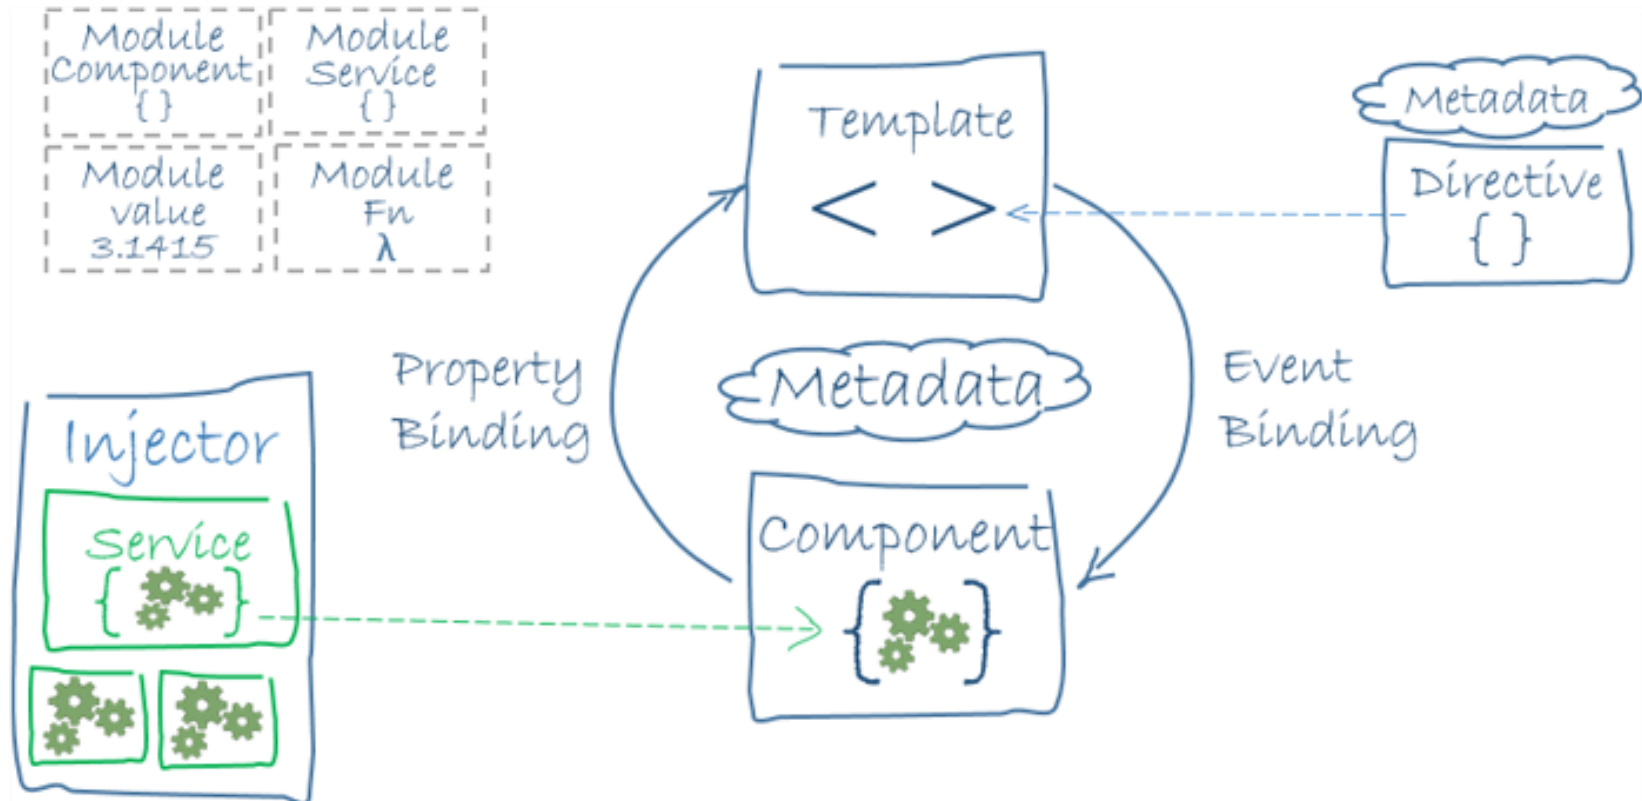 Module
Component
{ }
Module
Service
{ }
Module
value
3.1415
Module
Fn
λ
Template
< >
Metadata
Directive
{ }
Property
Binding
Metadata
Event
Binding
Injector
Service
{ }
Component
{ }